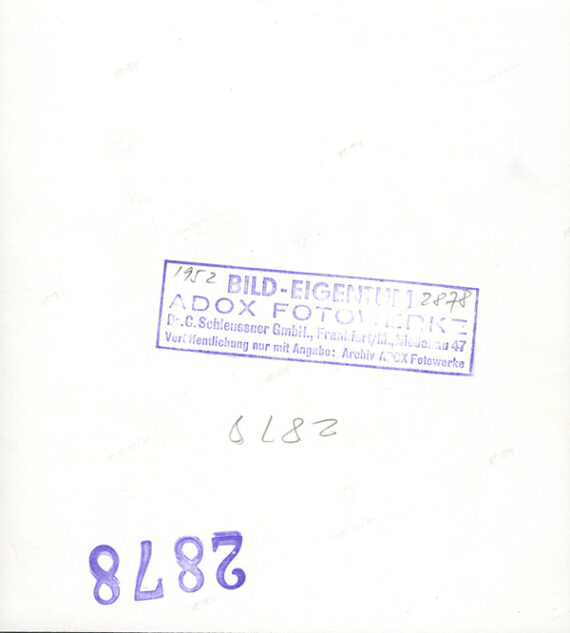 1952 BILD-EIGENTUM 2878
ADOX FOTOWERKE
Dr. C. Schleussner GmbH., Frankfurt/M., Niedenau 47
Veröffentlichung nur mit Angabe: Archiv ADOX Fotowerke
2878
2878